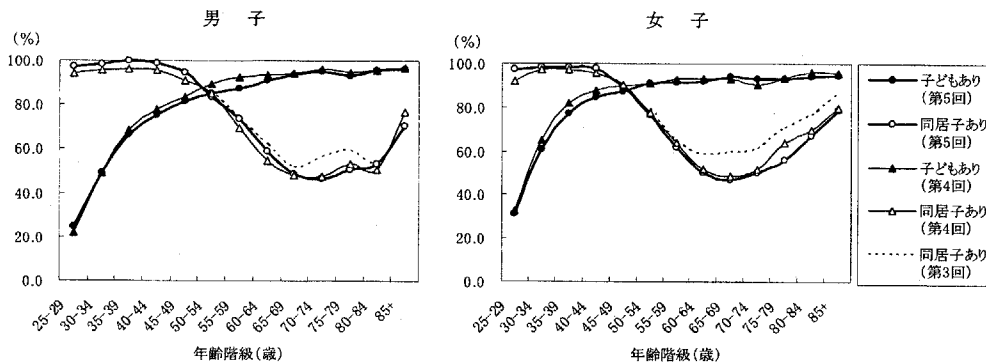 男 子
(%)
100.0
80.0
60.0
40.0
20.0
0.0
25-29
30-34
35-39
40-44
45-49
50-54
55-59
60-64
65-69
70-74
75-79
80-84
85+
年齢階級(歳)
女 子
(%)
100.0
80.0
60.0
40.0
20.0
0.0
25-29
30-34
35-39
40-44
45-49
50-54
55-59
60-64
65-69
70-74
75-79
80-84
85+
年齢階級(歳)
子どもあり
(第5回)
同居子あり
(第5回)
子どもあり
(第4回)
同居子あり
(第4回)
同居子あり
(第3回)